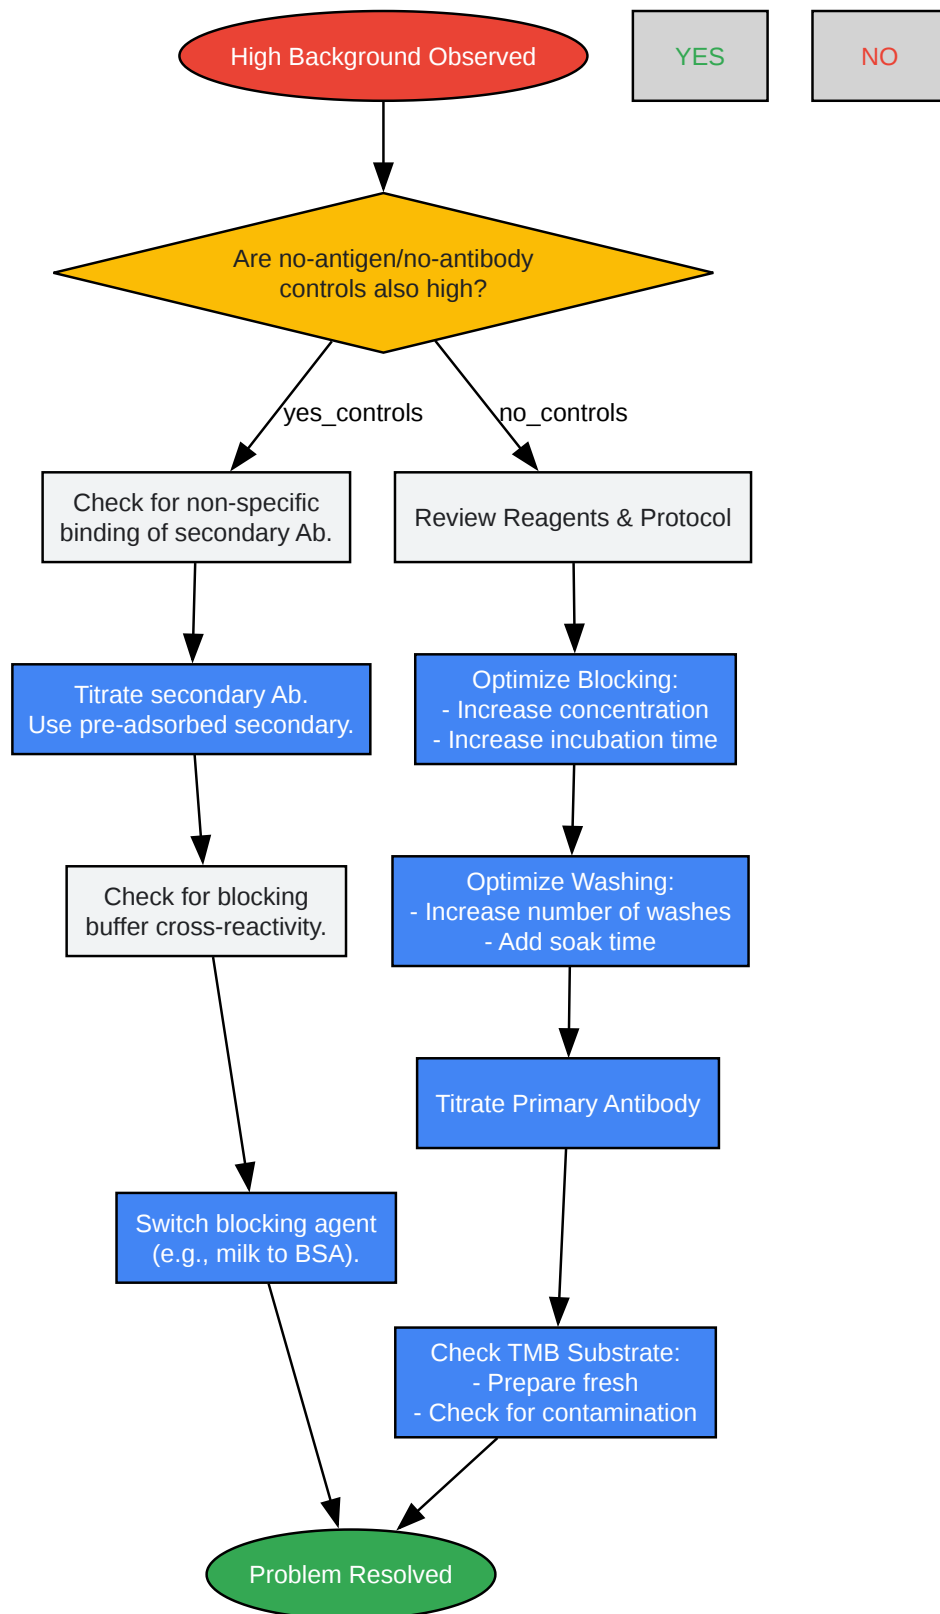 High Background Observed
YES
NO
Are no-antigen/no-antibody
controls also high?
yes_controls
no_controls
Check for non-specific
binding of secondary Ab.
Review Reagents & Protocol
Titrate secondary Ab.
Use pre-adsorbed secondary.
Optimize Blocking:
- Increase concentration
- Increase incubation time
Check for blocking
buffer cross-reactivity.
Optimize Washing:
- Increase number of washes
- Add soak time
Titrate Primary Antibody
Switch blocking agent
(e.g., milk to BSA).
Check TMB Substrate:
- Prepare fresh
- Check for contamination
Problem Resolved